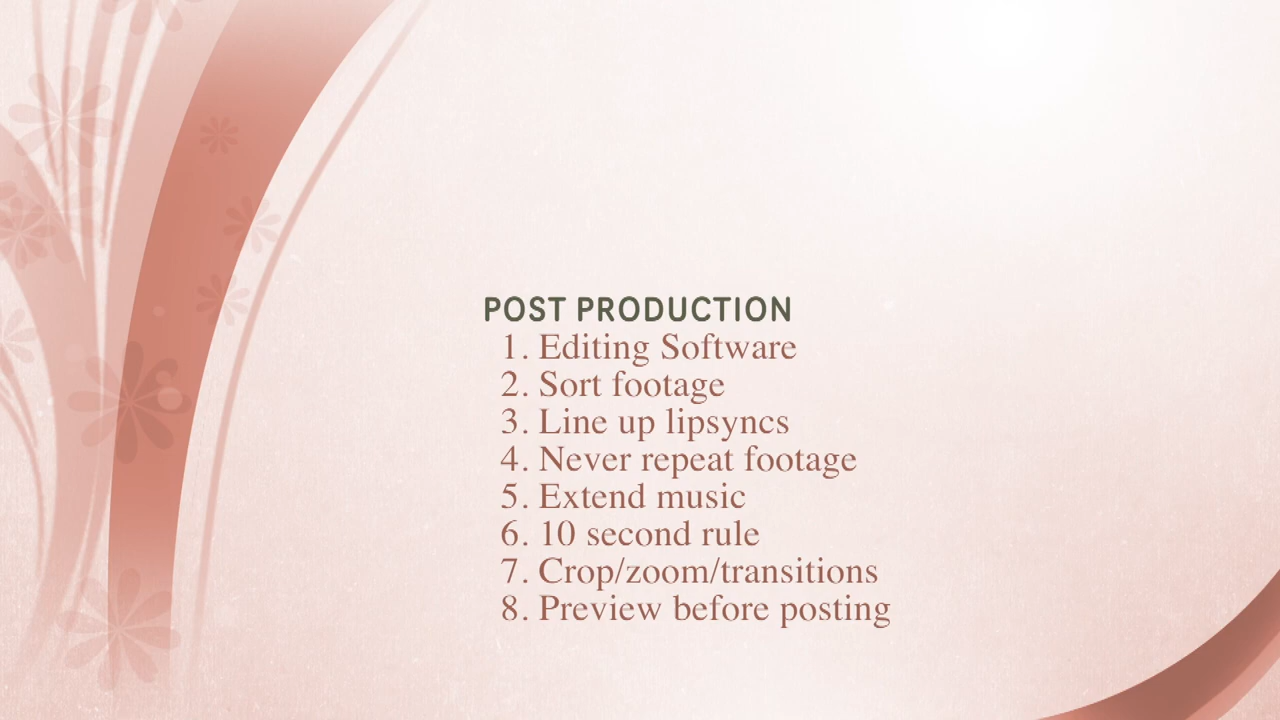 POST PRODUCTION
1. Editing Software
2. Sort footage
3. Line up lipsyncs
4. Never repeat footage
5. Extend music
6. 10 second rule
7. Crop/zoom/transitions
8. Preview before posting